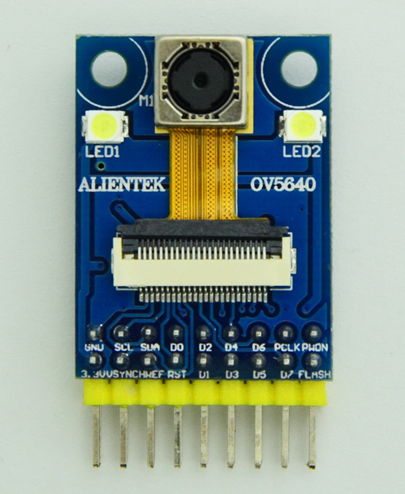 M1
LED1 LED2
ALIENTEK OV5640
GND SCL SDA D0 D2 D4 D6 PCLK PWDN
3.3V VSYNC HREF RST D1 D3 D5 D7 FLASH